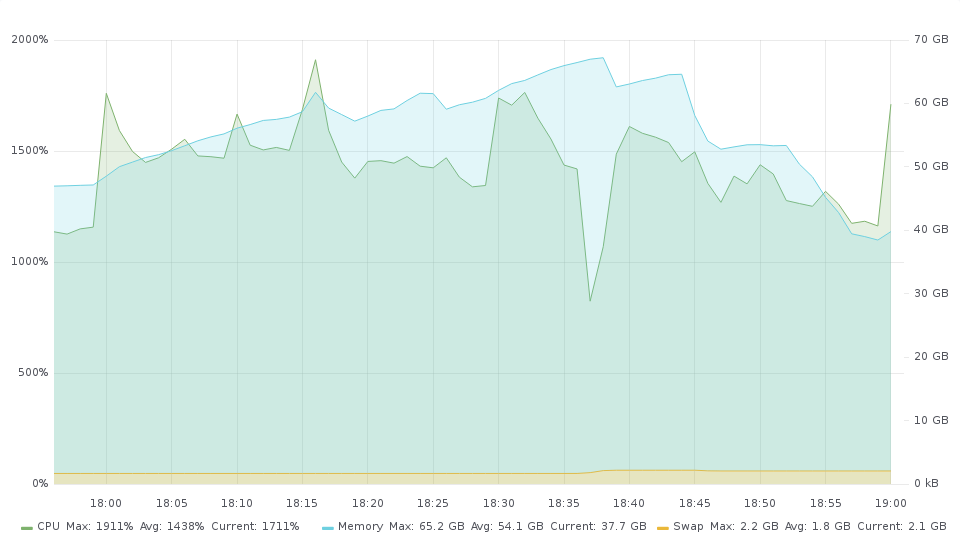 2000%
1500%
1000%
500%
0%
70 GB
60 GB
50 GB
40 GB
30 GB
20 GB
10 GB
0 kB
18:00 18:05 18:10 18:15 18:20 18:25 18:30 18:35 18:40 18:45 18:50 18:55 19:00
CPU Max: 1911% Avg: 1438% Current: 1711% Memory Max: 65.2 GB Avg: 54.1 GB Current: 37.7 GB Swap Max: 2.2 GB Avg: 1.8 GB Current: 2.1 GB